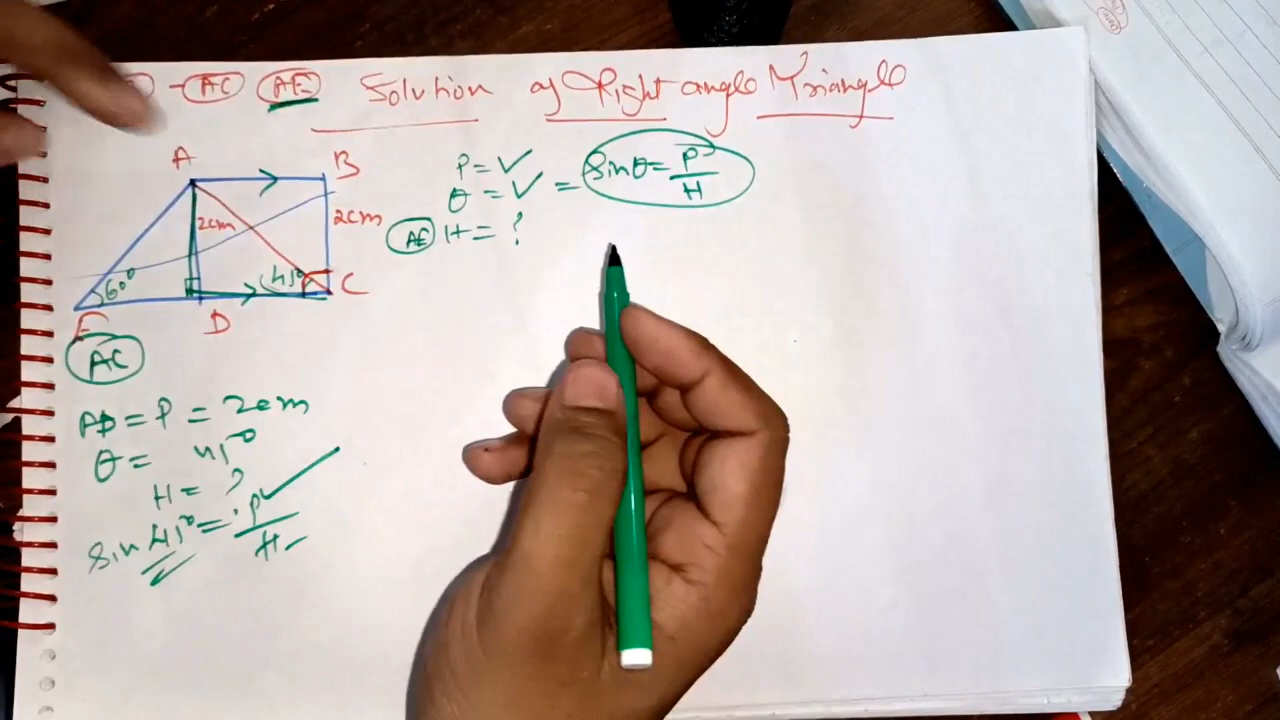 AC AE Solution of Right angle Triangle
A B
2cm 2cm
60° 45° C
E D
P = ✓
θ = ✓ = sinθ = P/H
AE H = ?
AC
AD = P = 2cm
θ = 45°
H = ?
sin 45° = P/H